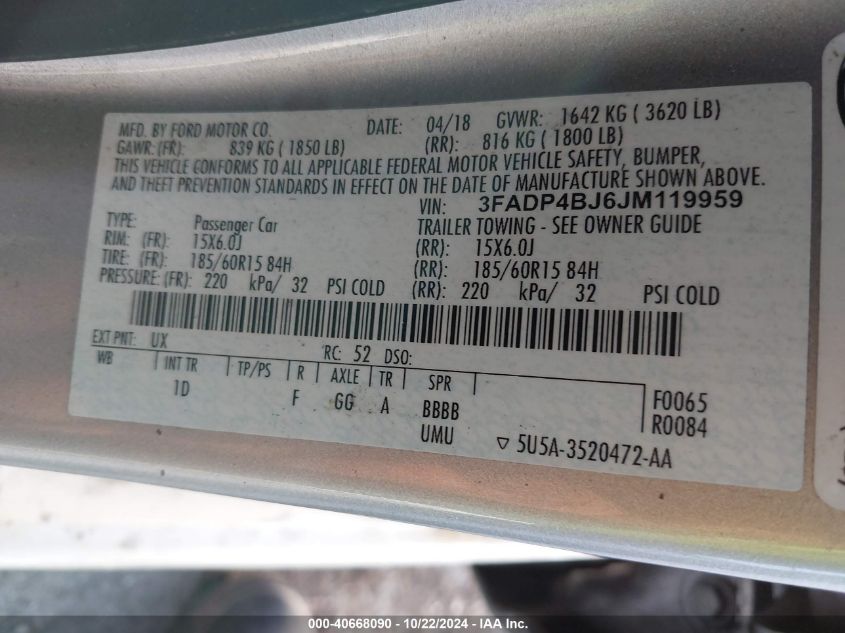 MFD. BY FORD MOTOR CO. DATE: 04/18 GVWR: 1642 KG ( 3620 LB)
GAWR: (FR): 839 KG ( 1850 LB) (RR): 816 KG ( 1800 LB)
THIS VEHICLE CONFORMS TO ALL APPLICABLE FEDERAL MOTOR VEHICLE SAFETY, BUMPER,
AND THEFT PREVENTION STANDARDS IN EFFECT ON THE DATE OF MANUFACTURE SHOWN ABOVE.
VIN: 3FADP4BJ6JM119959
TYPE: Passenger Car TRAILER TOWING - SEE OWNER GUIDE
RIM: (FR): 15X6.0J (RR): 15X6.0J
TIRE: (FR): 185/60R15 84H (RR): 185/60R15 84H
PRESSURE: (FR): 220 kPa/ 32 PSI COLD (RR): 220 kPa/ 32 PSI COLD
EXT PNT: UX RC: 52 DSO:
WB INT TR TP/PS R AXLE TR SPR
1D F GG A BBBB F0065
UMU R0084
5U5A-3520472-AA
000-40668090 - 10/22/2024 - IAA Inc.